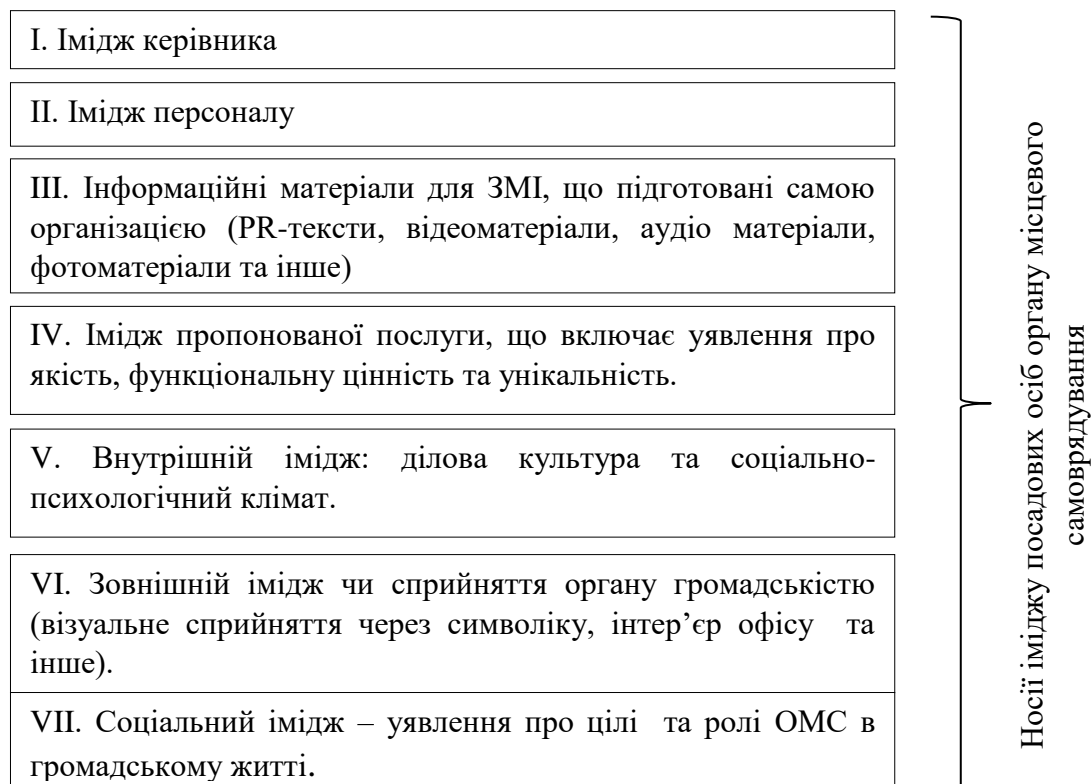 I. Імідж керівника
II. Імідж персоналу
III. Інформаційні матеріали для ЗМІ, що підготовані самою
організацією (PR-тексти, відеоматеріали, аудіо матеріали,
фотоматеріали та інше)
IV. Імідж пропонованої послуги, що включає уявлення про
якість, функціональну цінність та унікальність.
V. Внутрішній імідж: ділова культура та соціально-
психологічний клімат.
VI. Зовнішній імідж чи сприйняття органу громадськістю
(візуальне сприйняття через символіку, інтер’єр офісу та
інше).
VII. Соціальний імідж – уявлення про цілі та ролі ОМС в
громадському житті.
Носії іміджу посадових осіб органу місцевого
самоврядування